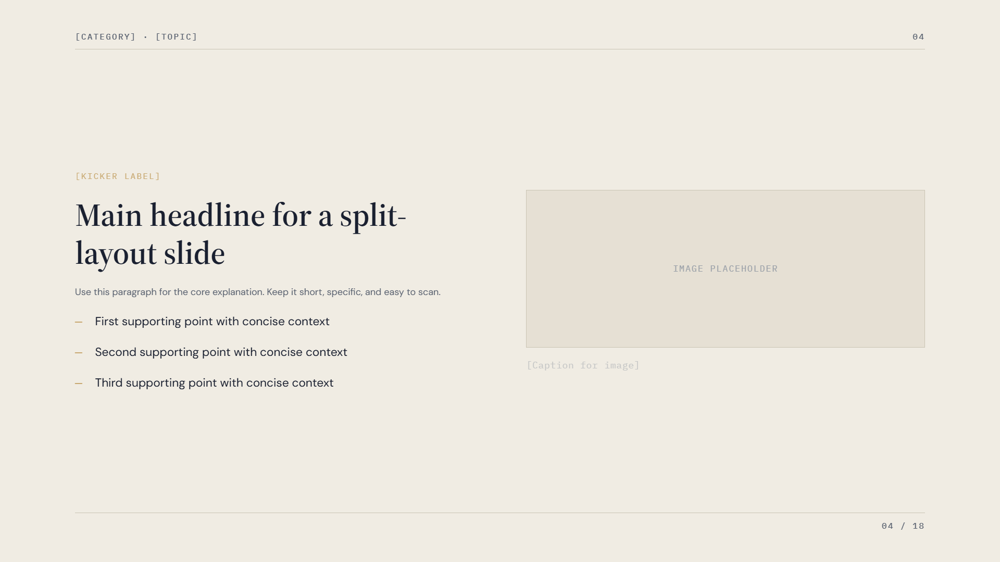 [CATEGORY] · [TOPIC]
04
[KICKER LABEL]
Main headline for a split-
layout slide
Use this paragraph for the core explanation. Keep it short, specific, and easy to scan.
— First supporting point with concise context
— Second supporting point with concise context
— Third supporting point with concise context
IMAGE PLACEHOLDER
[Caption for image]
04 / 18